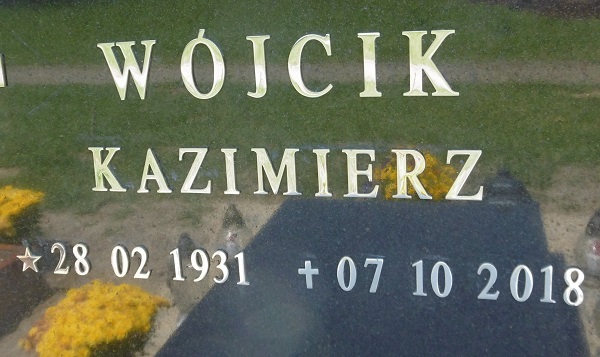 WÓJCIK
KAZIMIERZ
☆ 28 02 1931 ✝ 07 10 2018